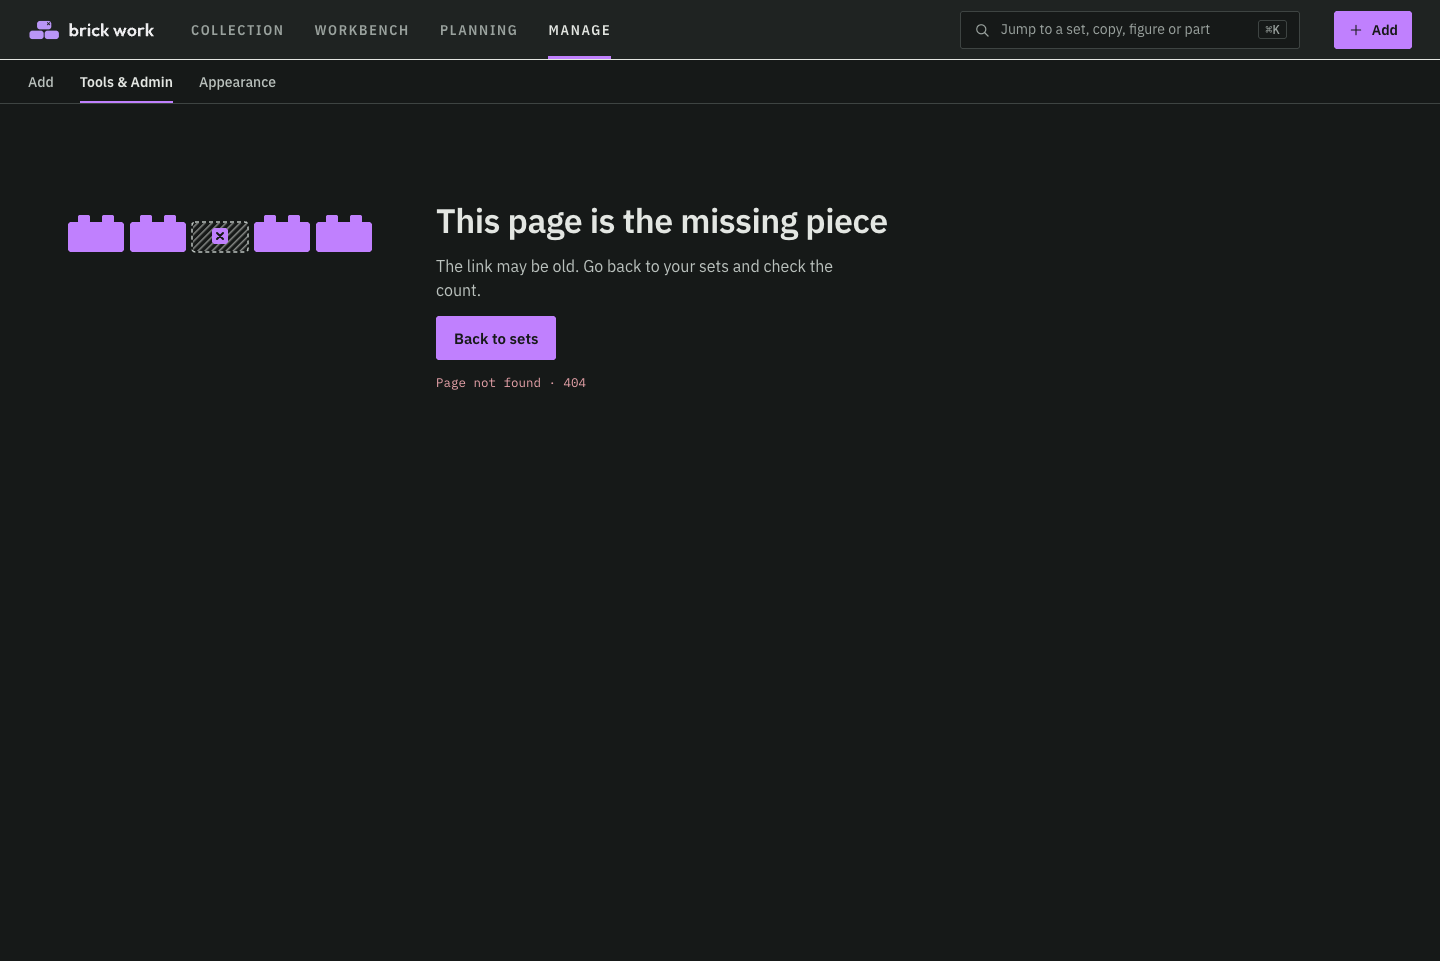 brick work
COLLECTION
WORKBENCH
PLANNING
MANAGE
Jump to a set, copy, figure or part
⌘K
+ Add
Add
Tools & Admin
Appearance
This page is the missing piece
The link may be old. Go back to your sets and check the
count.
Back to sets
Page not found · 404